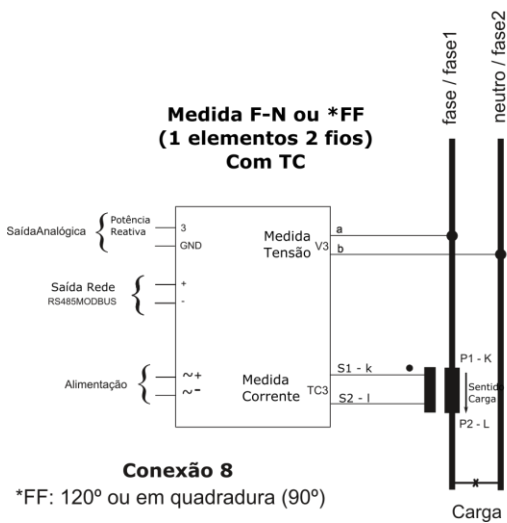 fase / fase1
neutro / fase2
Medida F-N ou *FF
(1 elementos 2 fios)
Com TC
SaídaAnalógica
Potência
Reativa
3
GND
Medida
Tensão
V3
a
b
Saída Rede
RS485MODBUS
+
-
Alimentação
~+
~-
Medida
Corrente
TC3
S1 - k
S2 - l
P1 - K
Sentido
Carga
P2 - L
Conexão 8
*FF: 120º ou em quadratura (90º)
Carga